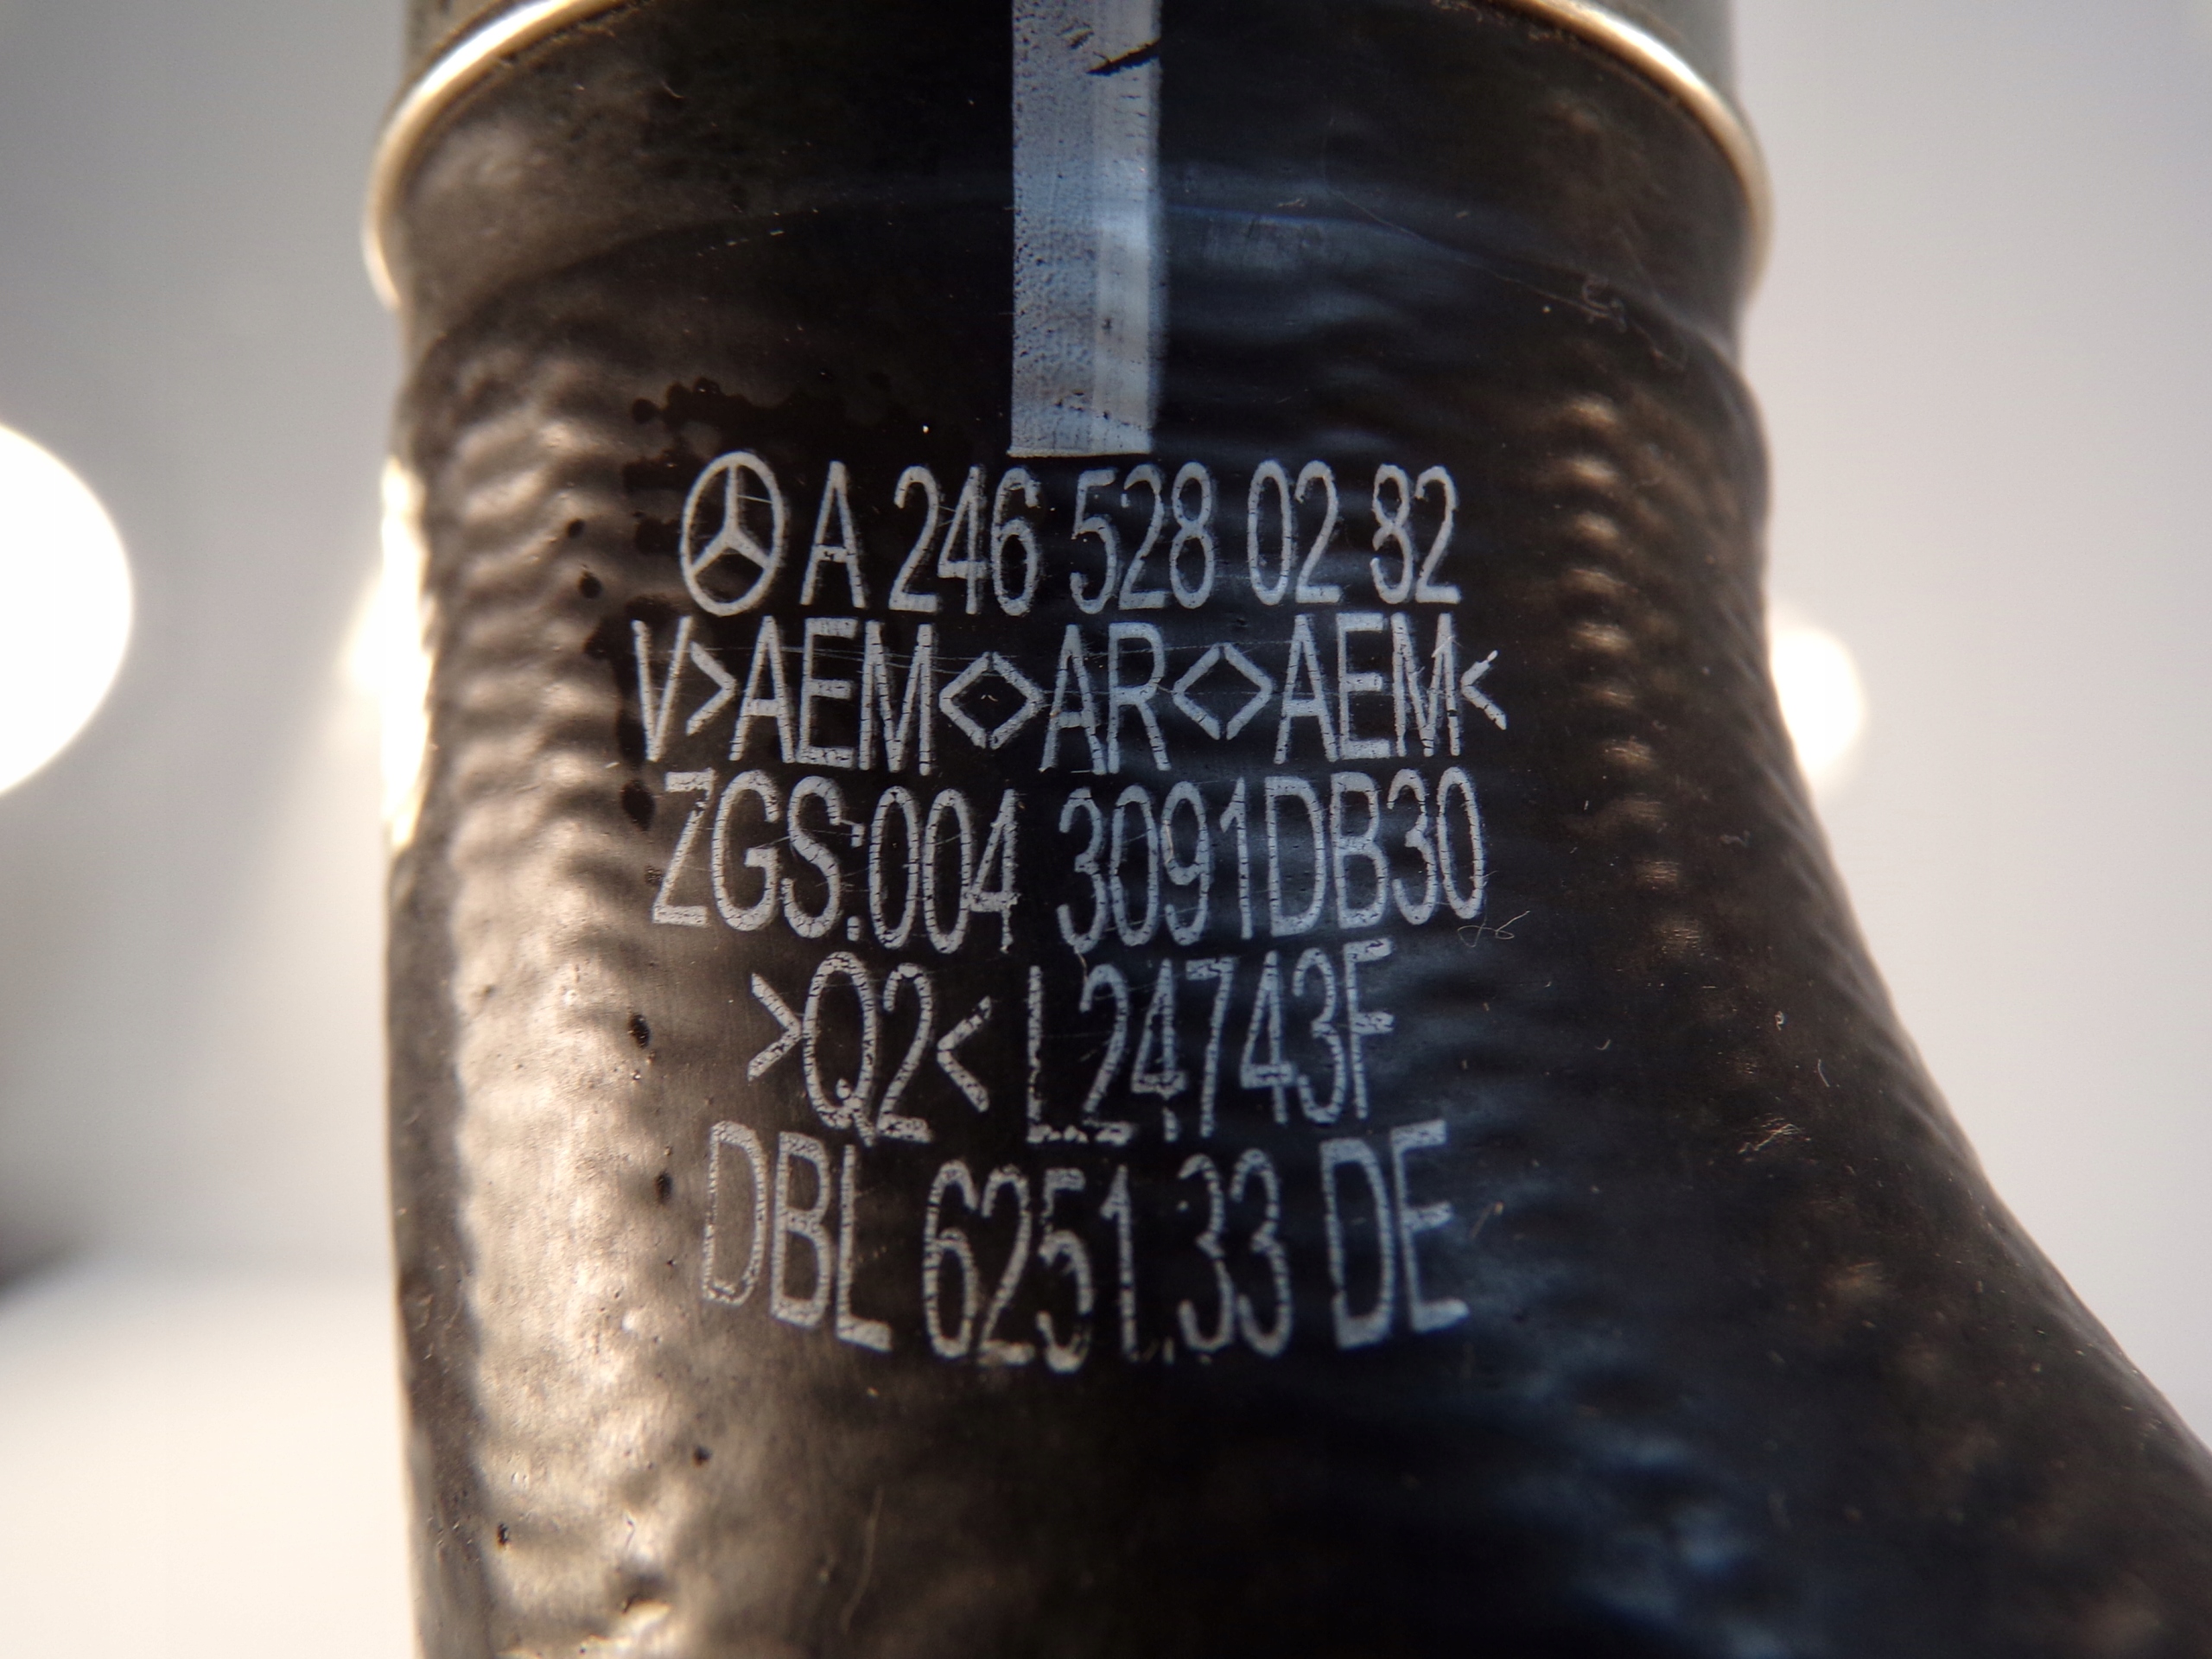 A 246 528 02 82
V>AEM<>AR<>AEM<
ZGS:004 3091DB30
>Q2< L24743F
DBL 6251.33 DE